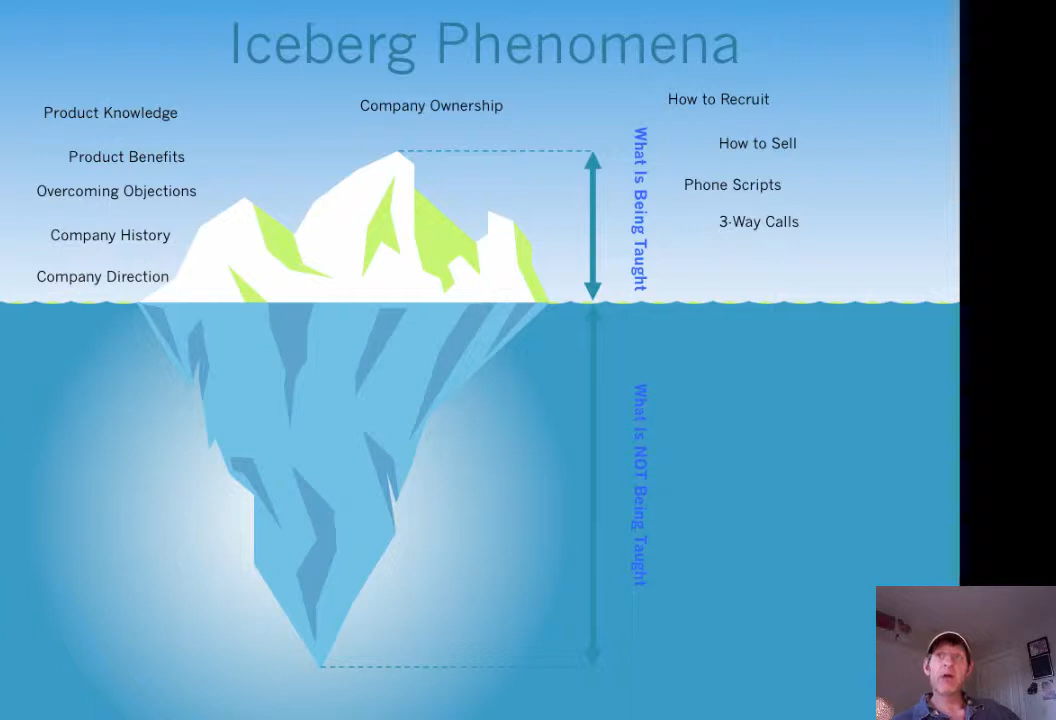 Iceberg Phenomena
Product Knowledge
Product Benefits
Overcoming Objections
Company History
Company Direction
Company Ownership
How to Recruit
How to Sell
Phone Scripts
3-Way Calls
What Is Being Taught
What Is NOT Being Taught